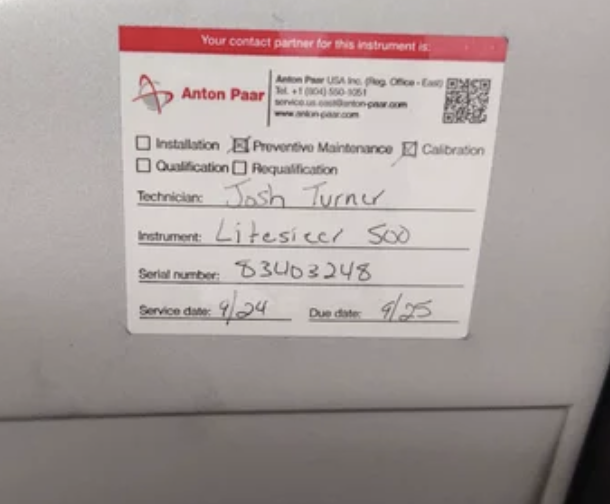 Your contact partner for this instrument is:
Anton Paar
Anton Paar USA Inc. (Reg. Office - East)
Tel. +1 (804) 550-1051
service.us.east@anton-paar.com
www.anton-paar.com
Installation Preventive Maintenance Calibration
Qualification Requalification
Technician: Josh Turner
Instrument: Litesizer 500
Serial number: 83403248
Service date: 9/24 Due date: 9/25